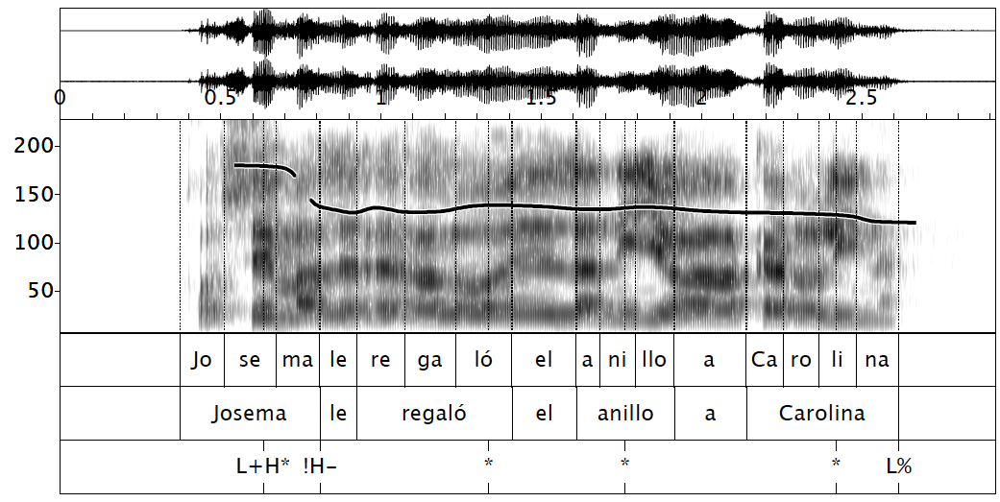 0 0.5 1 1.5 2 2.5
200
150
100
50
Jo se ma le re ga ló el a ni llo a Ca ro li na
Josema le regaló el anillo a Carolina
L+H* !H- * * * L%